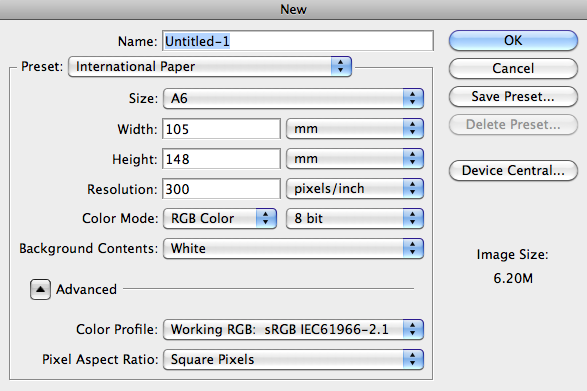 New
Name: Untitled-1 OK
Preset: International Paper Cancel
Size: A6 Save Preset...
Width: 105 mm Delete Preset...
Height: 148 mm
Resolution: 300 pixels/inch Device Central...
Color Mode: RGB Color 8 bit
Background Contents: White Image Size:
6.20M
Advanced
Color Profile: Working RGB: sRGB IEC61966-2.1
Pixel Aspect Ratio: Square Pixels